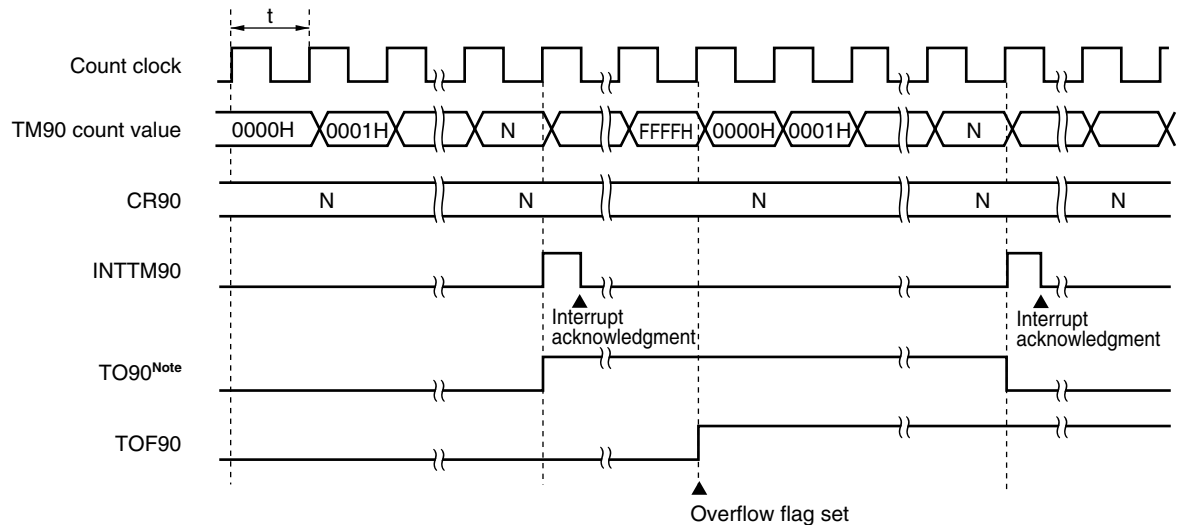 t
Count clock
TM90 count value 0000H 0001H N FFFFH 0000H 0001H N
CR90 N N N N N
INTTM90
Interrupt
acknowledgment
Interrupt
acknowledgment
TO90Note
TOF90
Overflow flag set